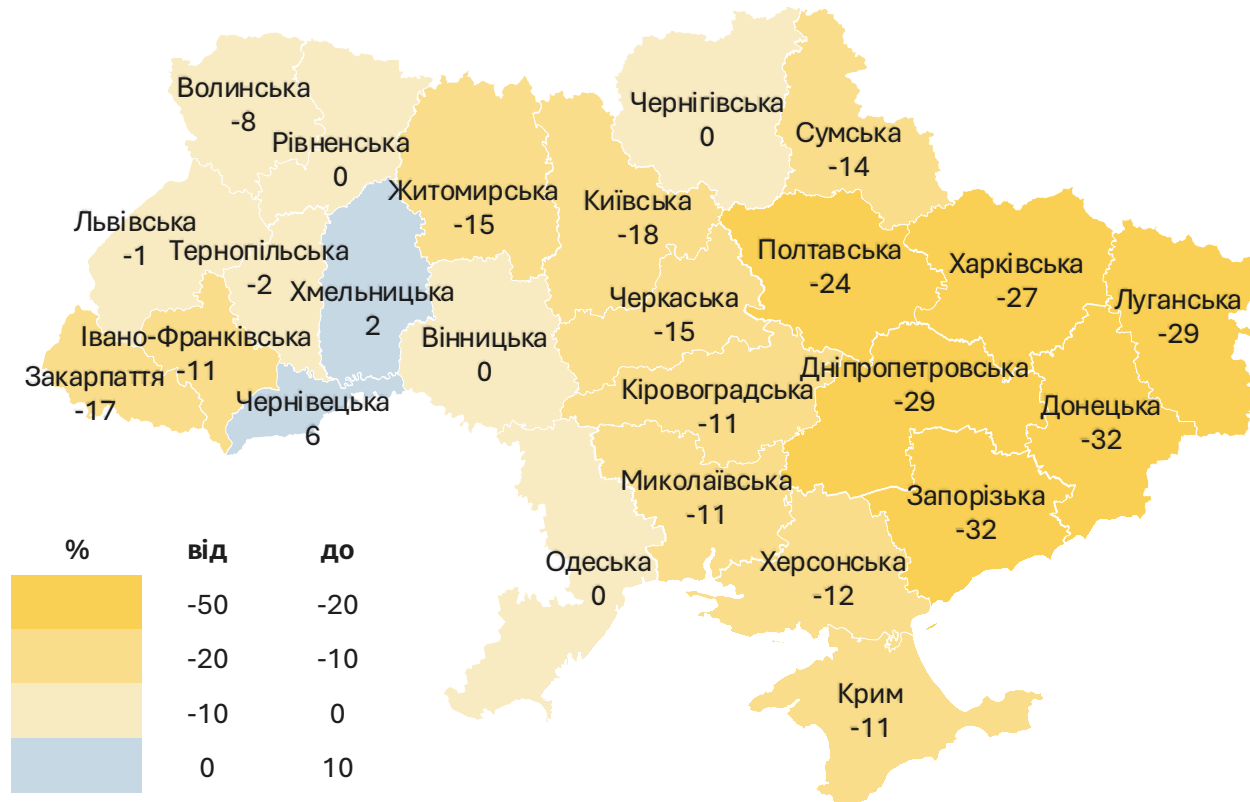 Волинська
-8
Рівненська
0
Чернігівська
0
Сумська
-14
Житомирська
-15
Київська
-18
Львівська
-1
Тернопільська
-2
Хмельницька
2
Полтавська
-24
Харківська
-27
Луганська
-29
Черкаська
-15
Івано-Франківська
-11
Вінницька
0
Закарпаття
-17
Чернівецька
6
Кіровоградська
-11
Дніпропетровська
-29
Донецька
-32
Миколаївська
-11
Запорізька
-32
Одеська
0
Херсонська
-12
Крим
-11
% від до
-50 -20
-20 -10
-10 0
0 10